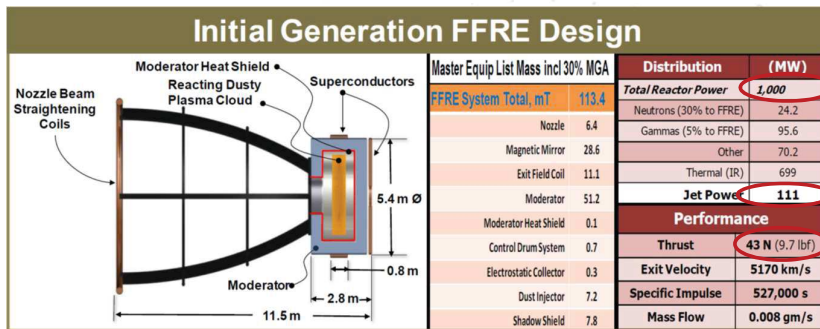 Initial Generation FFRE Design
Moderator Heat Shield
Reacting Dusty
Plasma Cloud
Superconductors
Nozzle Beam
Straightening
Coils
5.4 m Ø
0.8 m
Moderator
2.8 m
11.5 m
Master Equip List Mass incl 30% MGA
FFRE System Total, mT 113.4
Nozzle 6.4
Magnetic Mirror 28.6
Exit Field Coil 11.1
Moderator 51.2
Moderator Heat Shield 0.1
Control Drum System 0.7
Electrostatic Collector 0.3
Dust Injector 7.2
Shadow Shield 7.8
Distribution (MW)
Total Reactor Power 1,000
Neutrons (30% to FFRE) 24.2
Gammas (5% to FFRE) 95.6
Other 70.2
Thermal (IR) 699
Jet Power 111
Performance
Thrust 43 N (9.7 lbf)
Exit Velocity 5170 km/s
Specific Impulse 527,000 s
Mass Flow 0.008 gm/s